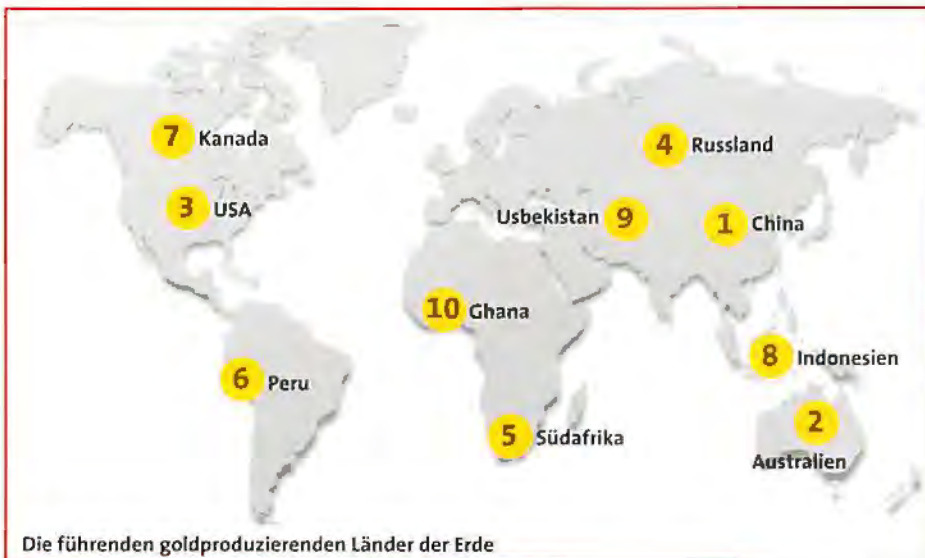 7 Kanada
4 Russland
3 USA
Usbekistan 9
1 China
10 Ghana
8 Indonesien
6 Peru
2
5 Südafrika
Australien
Die führenden goldproduzierenden Länder der Erde